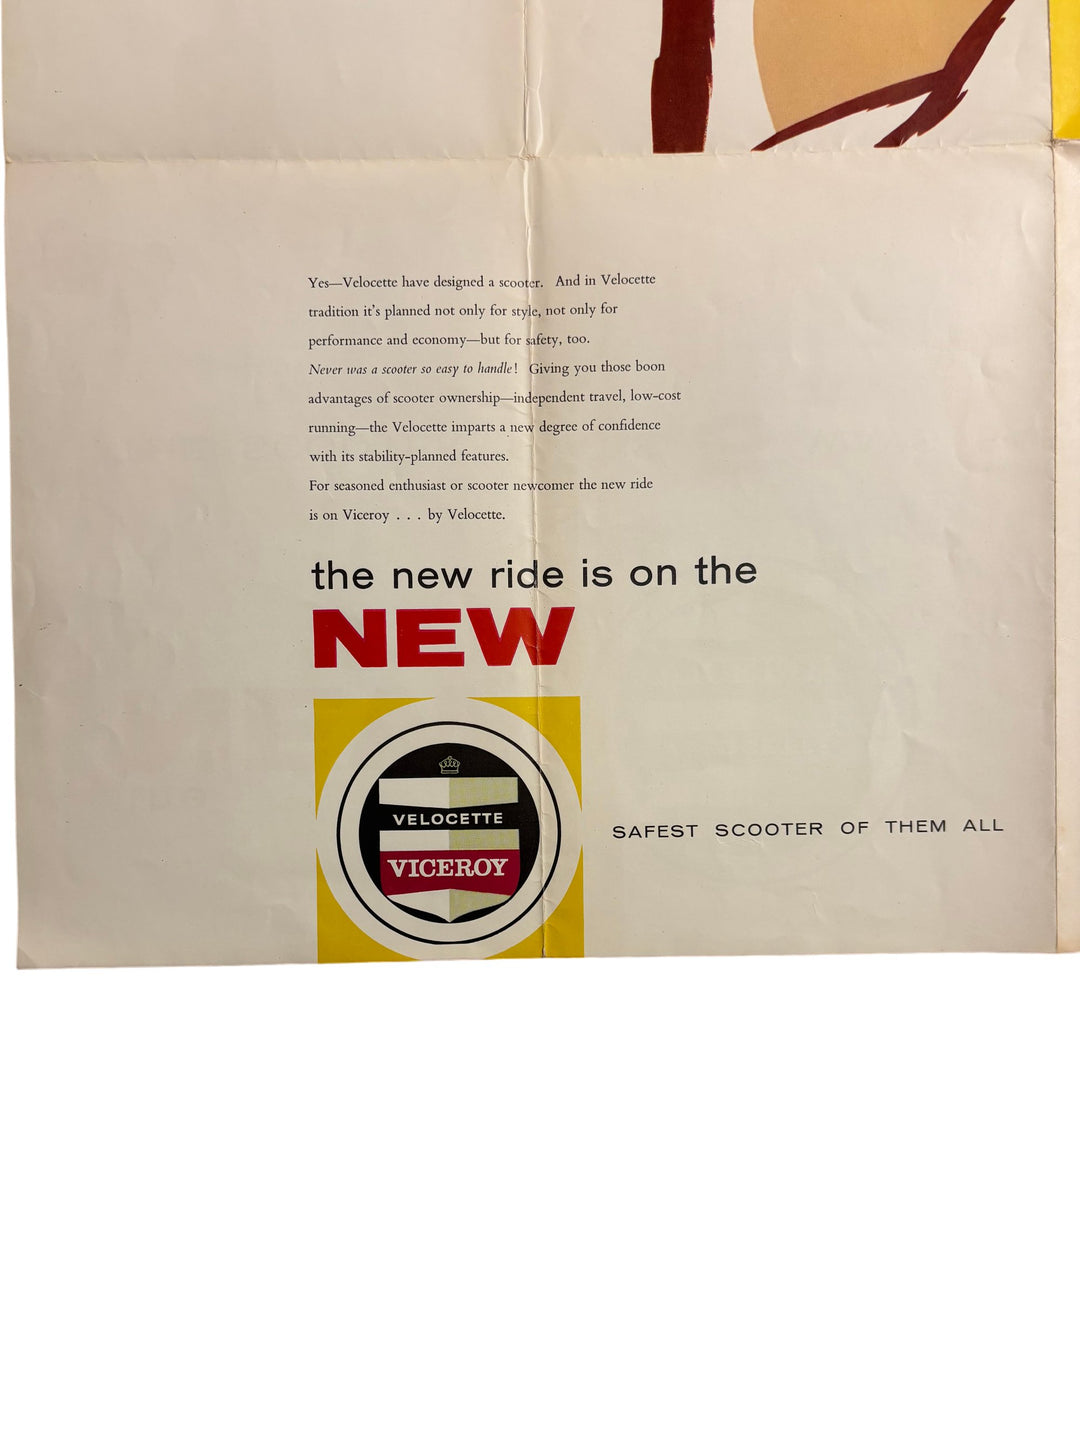 Yes—Velocette have designed a scooter. And in Velocette
tradition it's planned not only for style, not only for
performance and economy—but for safety, too.
Never was a scooter so easy to handle! Giving you those boon
advantages of scooter ownership—independent travel, low-cost
running—the Velocette imparts a new degree of confidence
with its stability-planned features.
For seasoned enthusiast or scooter newcomer the new ride
is on Viceroy . . . by Velocette.
the new ride is on the
NEW
VELOCETTE
VICEROY
SAFEST SCOOTER OF THEM ALL